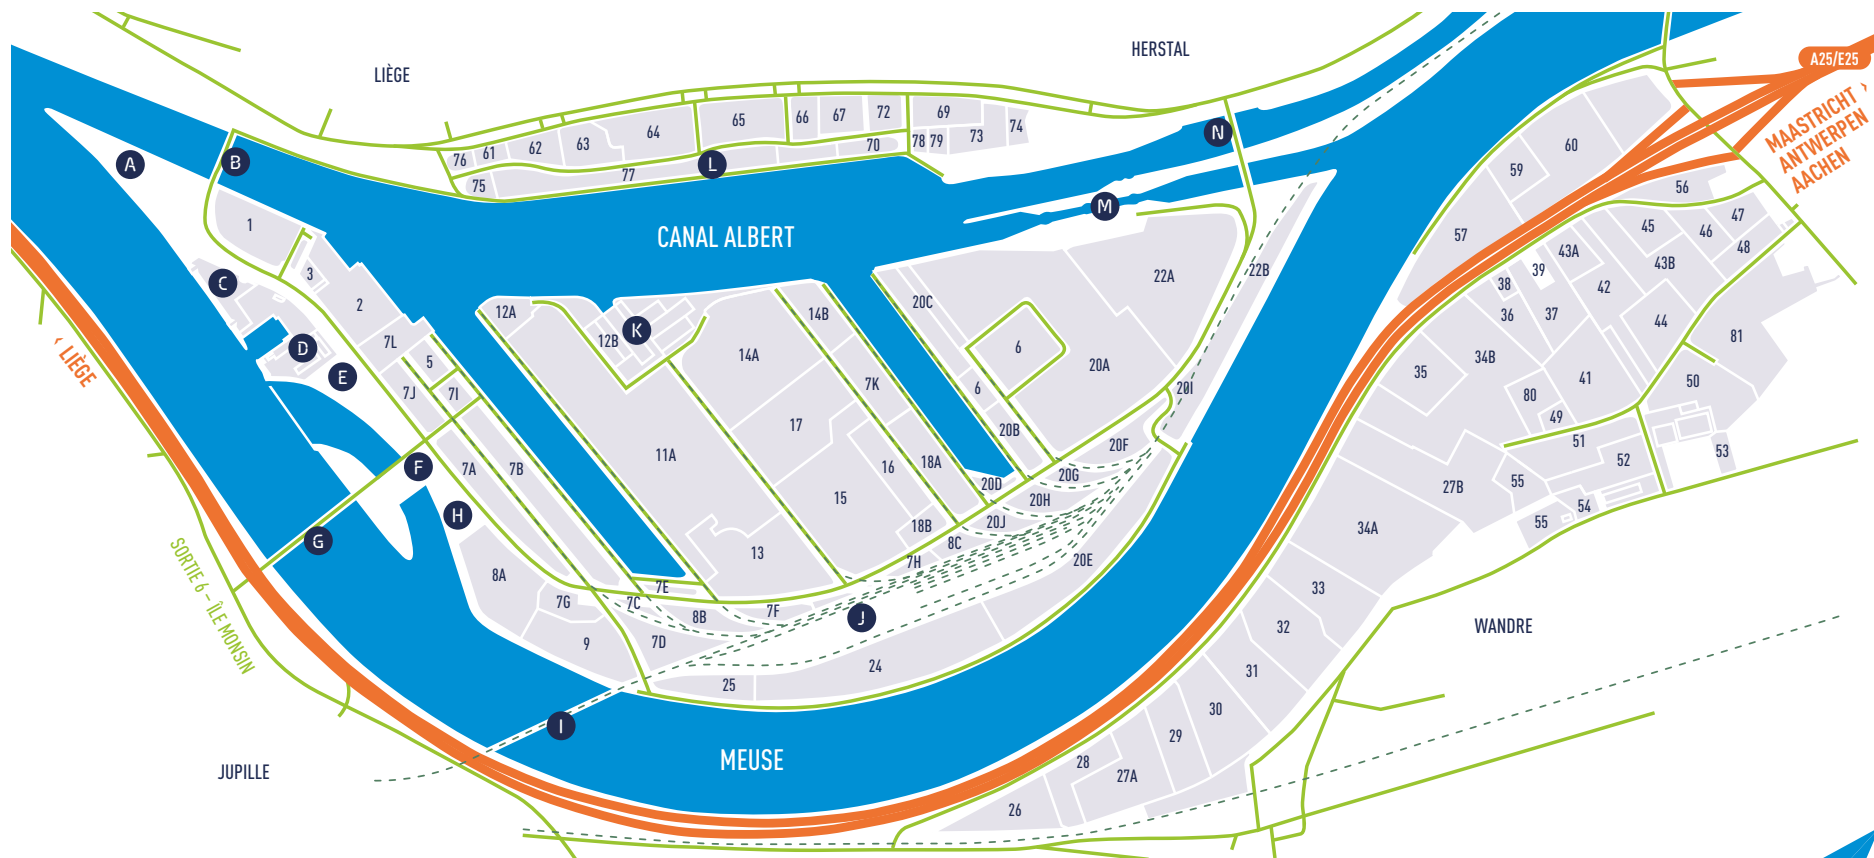 LIÈGE
HERSTAL
A25/E25
MAASTRICHT ›
ANTWERPEN
AACHEN
CANAL ALBERT
‹ LIÈGE
SORTIE 6 – ÎLE MONSIN
JUPILLE
MEUSE
WANDRE
A
B
C
D
E
F
G
H
I
J
K
L
M
N
76
61
62
63
64
65
66
67
72
69
78
79
73
74
75
77
70
1
3
2
7L
5
7J
7I
7A
7B
12A
12B
11A
14A
14B
7K
17
16
18A
15
18B
13
20C
6
6
20A
22A
22B
20B
20I
20F
20G
20D
20H
20J
8C
7H
20E
7E
7C
8B
7F
7D
8A
7G
9
25
24
60
59
57
56
47
46
45
48
43A
43B
39
38
42
37
36
44
81
34B
35
41
50
80
49
51
52
53
55
54
55
27B
34A
33
32
31
30
29
28
27A
26